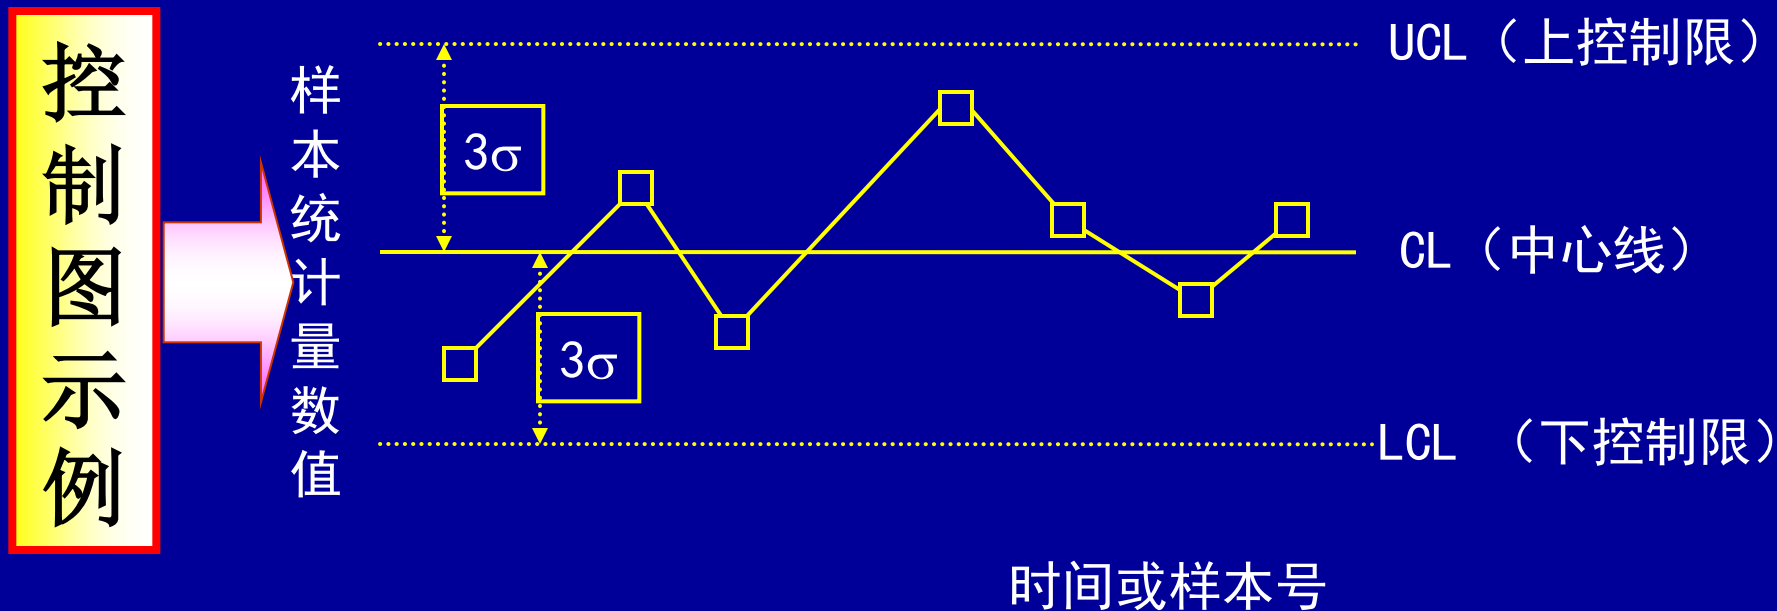 控制图示例
样本统计量数值
UCL（上控制限）
3σ
CL（中心线）
3σ
LCL （下控制限）
时间或样本号